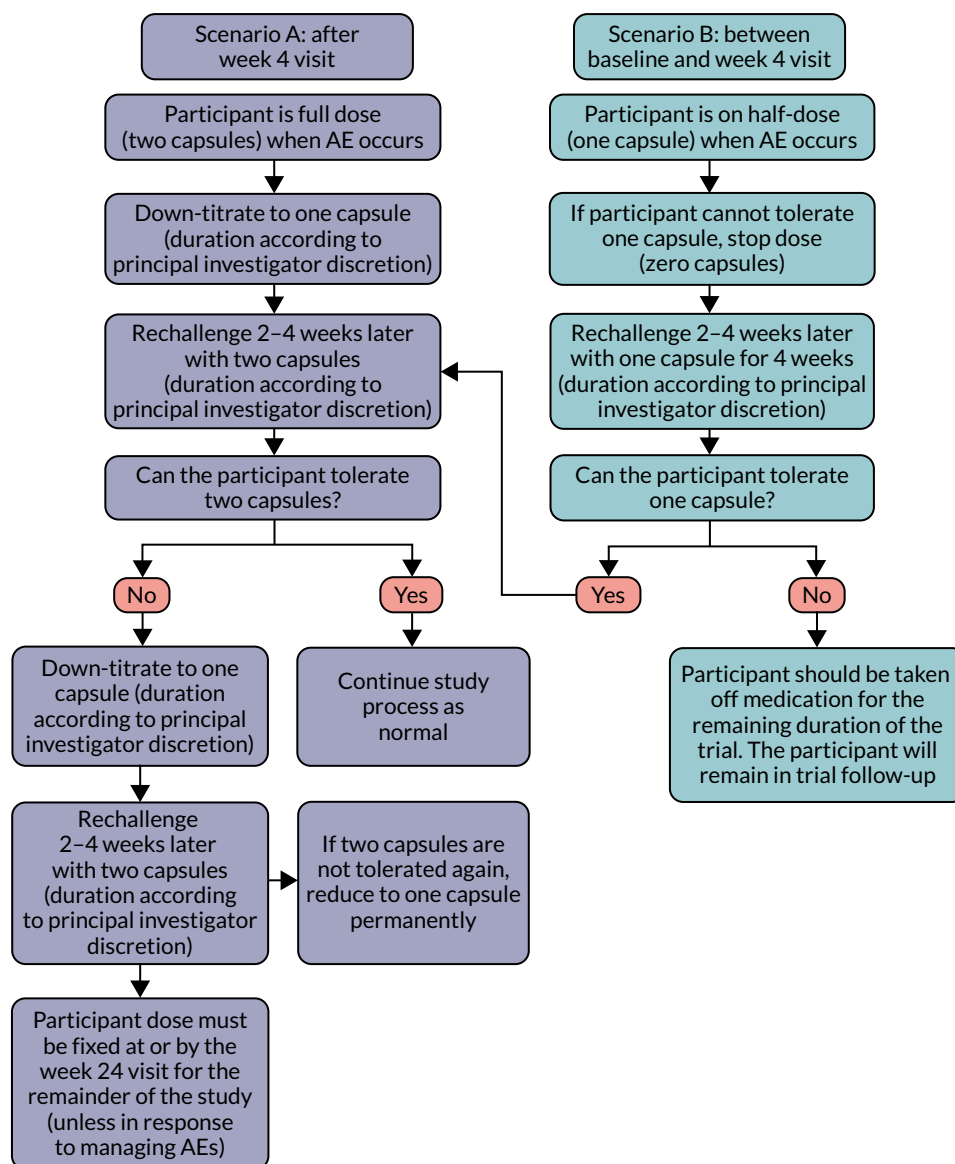 Scenario A: after
week 4 visit
Participant is full dose
(two capsules) when AE occurs
Down-titrate to one capsule
(duration according to
principal investigator discretion)
Rechallenge 2–4 weeks later
with two capsules
(duration according to
principal investigator discretion)
Can the participant tolerate
two capsules?
No
Yes
Down-titrate to one
capsule (duration
according to principal
investigator discretion)
Continue study
process as
normal
Rechallenge
2–4 weeks later
with two capsules
(duration according
to principal investigator
discretion)
If two capsules are
not tolerated again,
reduce to one capsule
permanently
Participant dose must
be fixed at or by the
week 24 visit for the
remainder of the study
(unless in response
to managing AEs)
Scenario B: between
baseline and week 4 visit
Participant is on half-dose
(one capsule) when AE occurs
If participant cannot tolerate
one capsule, stop dose
(zero capsules)
Rechallenge 2–4 weeks later
with one capsule for 4 weeks
(duration according to principal
investigator discretion)
Can the participant tolerate
one capsule?
Yes
No
Participant should be taken
off medication for the
remaining duration of the
trial. The participant will
remain in trial follow-up